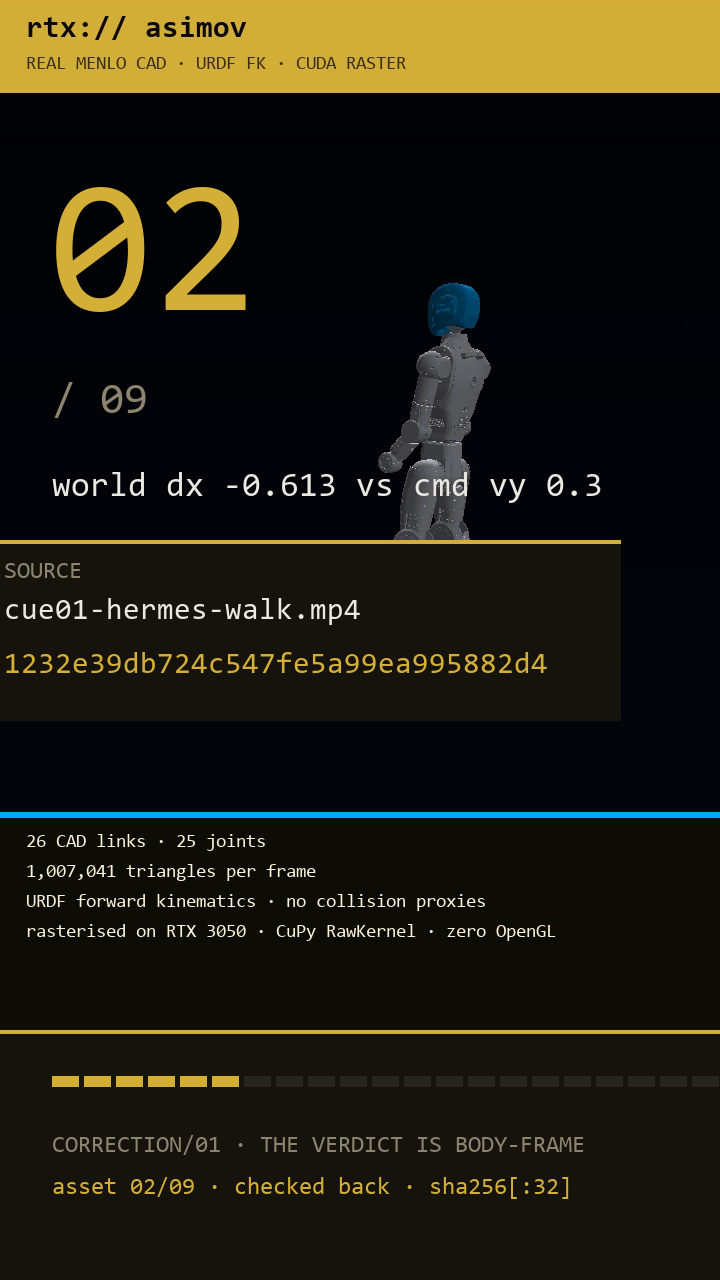 rtx:// asimov
REAL MENLO CAD · URDF FK · CUDA RASTER
02
/ 09
world dx -0.613 vs cmd vy 0.3
SOURCE
cue01-hermes-walk.mp4
1232e39db724c547fe5a99ea995882d4
26 CAD links · 25 joints
1,007,041 triangles per frame
URDF forward kinematics · no collision proxies
rasterised on RTX 3050 · CuPy RawKernel · zero OpenGL
CORRECTION/01 · THE VERDICT IS BODY-FRAME
asset 02/09 · checked back · sha256[:32]